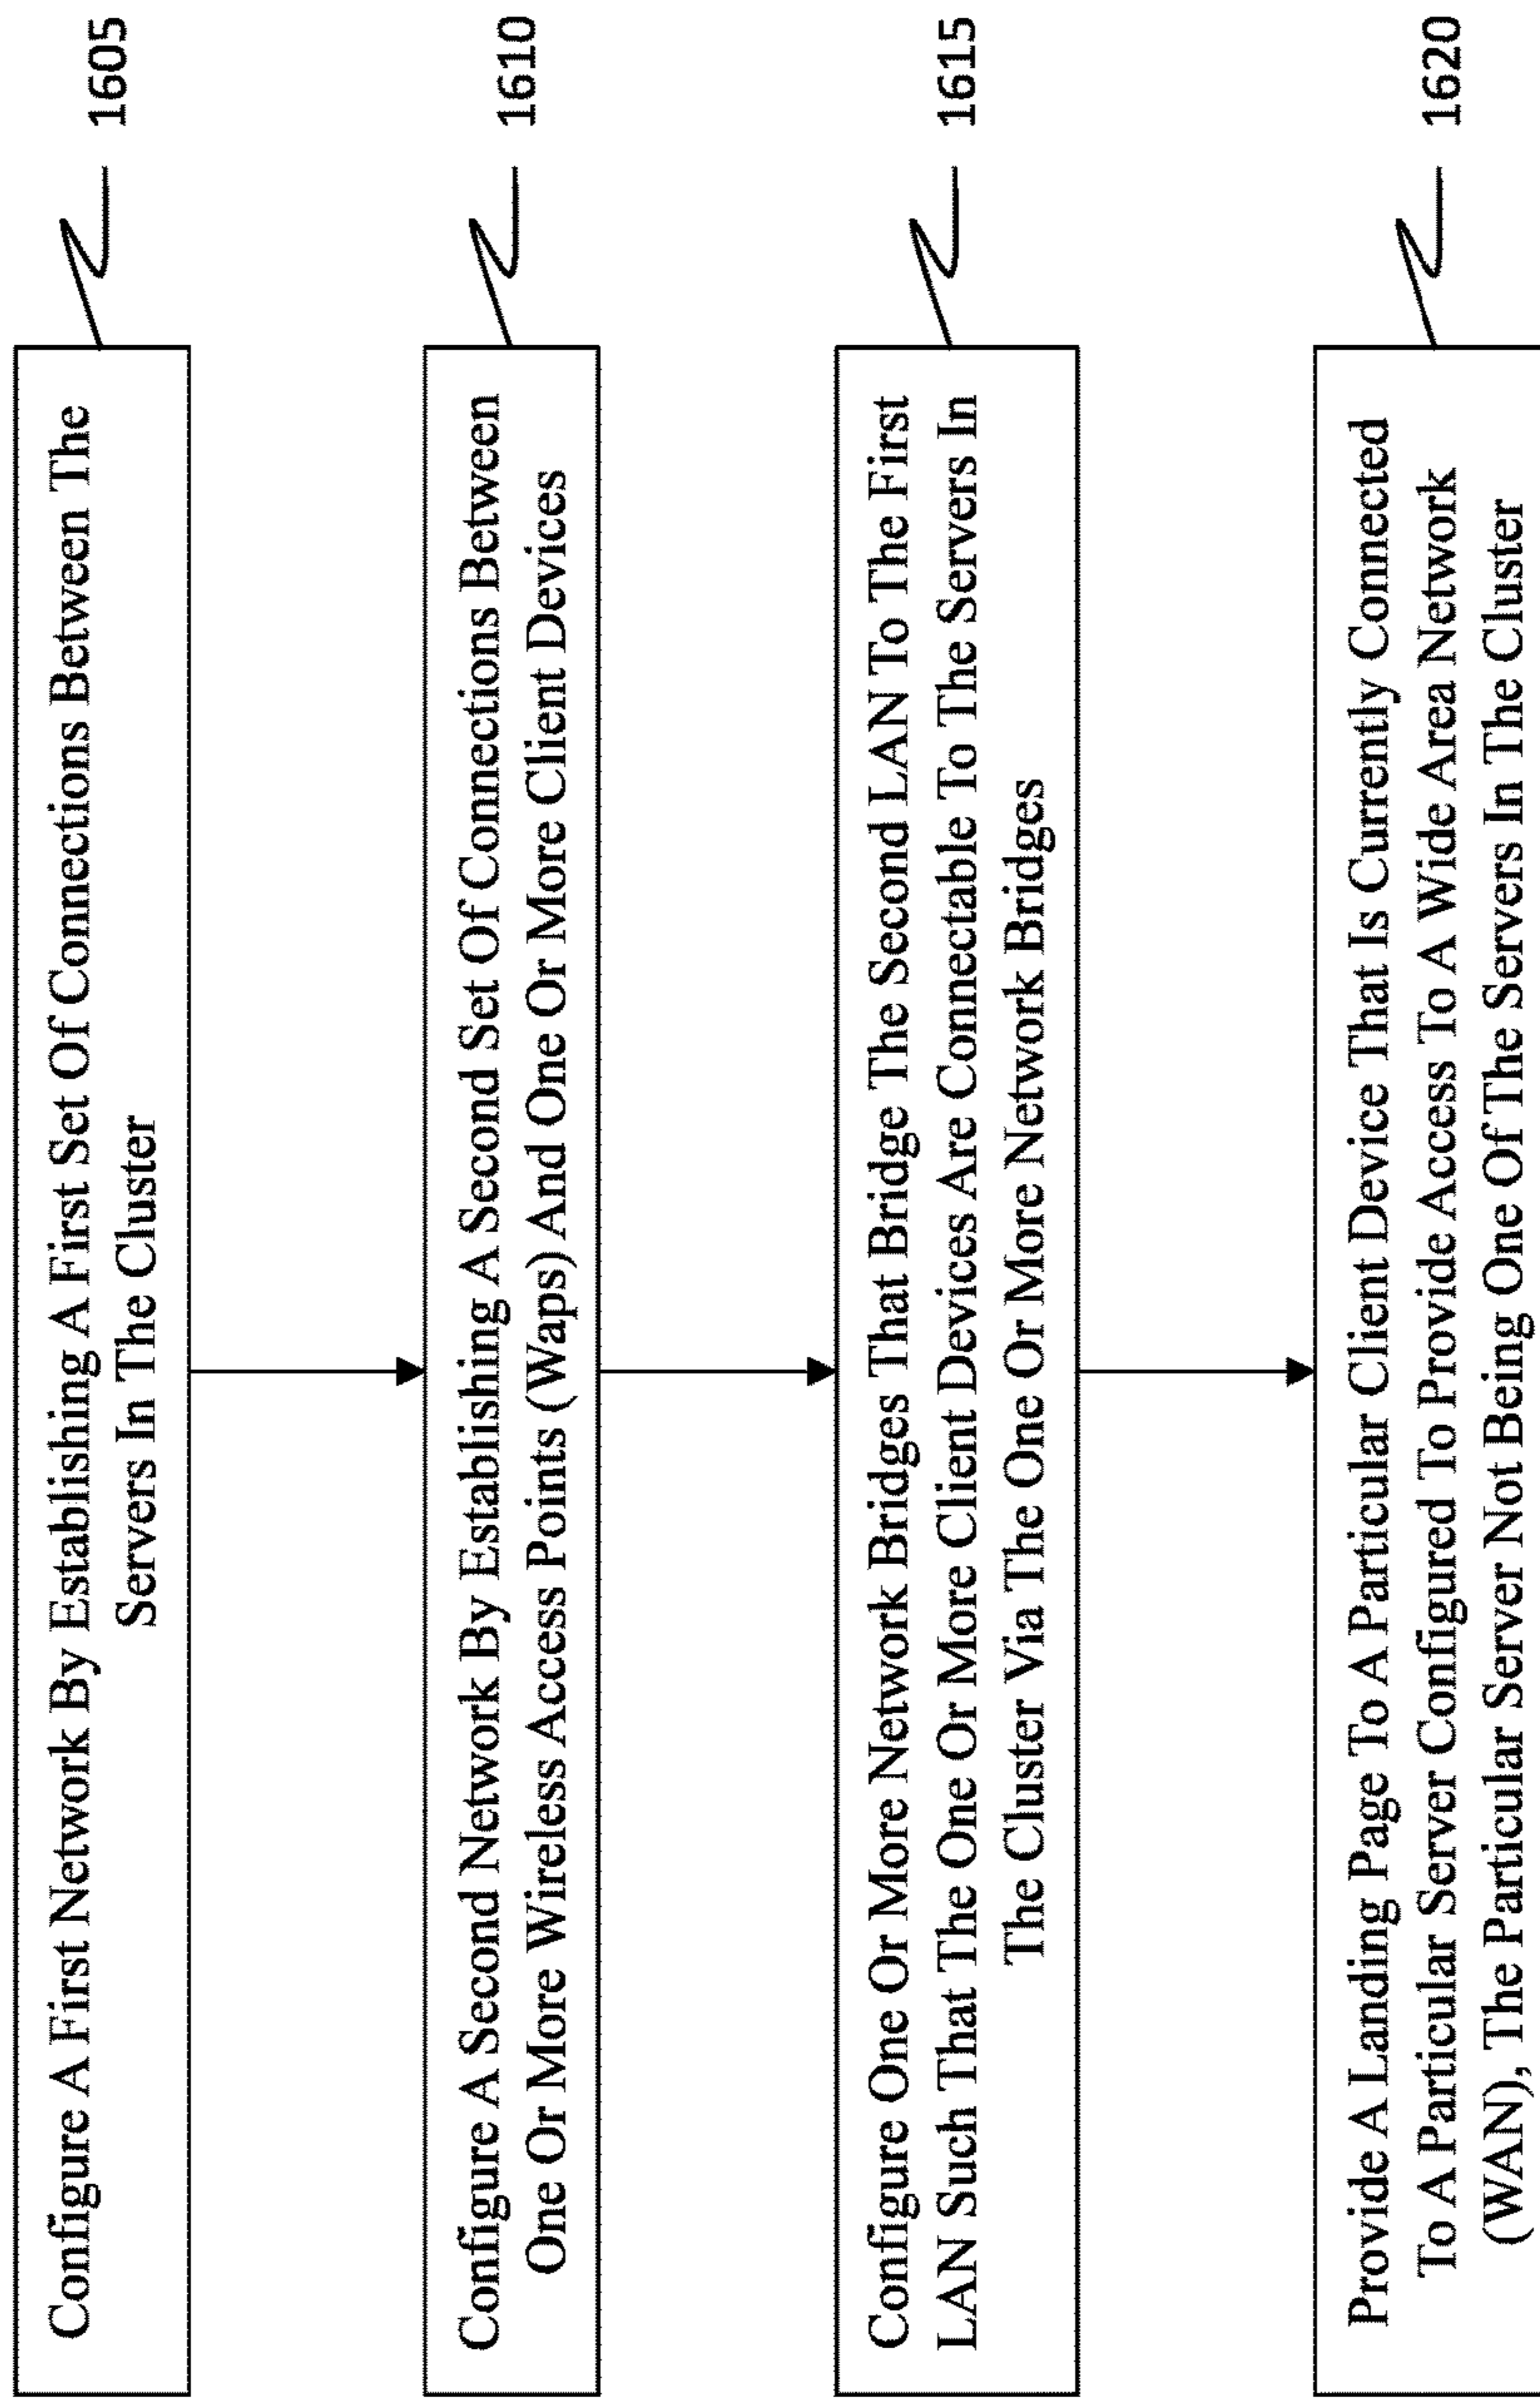 Configure A First Network By Establishing A First Set Of Connections Between The
Servers In The Cluster
1605
Configure A Second Network By Establishing A Second Set Of Connections Between
One Or More Wireless Access Points (Waps) And One Or More Client Devices
1610
Configure One Or More Network Bridges That Bridge The Second LAN To The First
LAN Such That The One Or More Client Devices Are Connectable To The Servers In
The Cluster Via The One Or More Network Bridges
1615
Provide A Landing Page To A Particular Client Device That Is Currently Connected
To A Particular Server Configured To Provide Access To A Wide Area Network
(WAN), The Particular Server Not Being One Of The Servers In The Cluster
1620